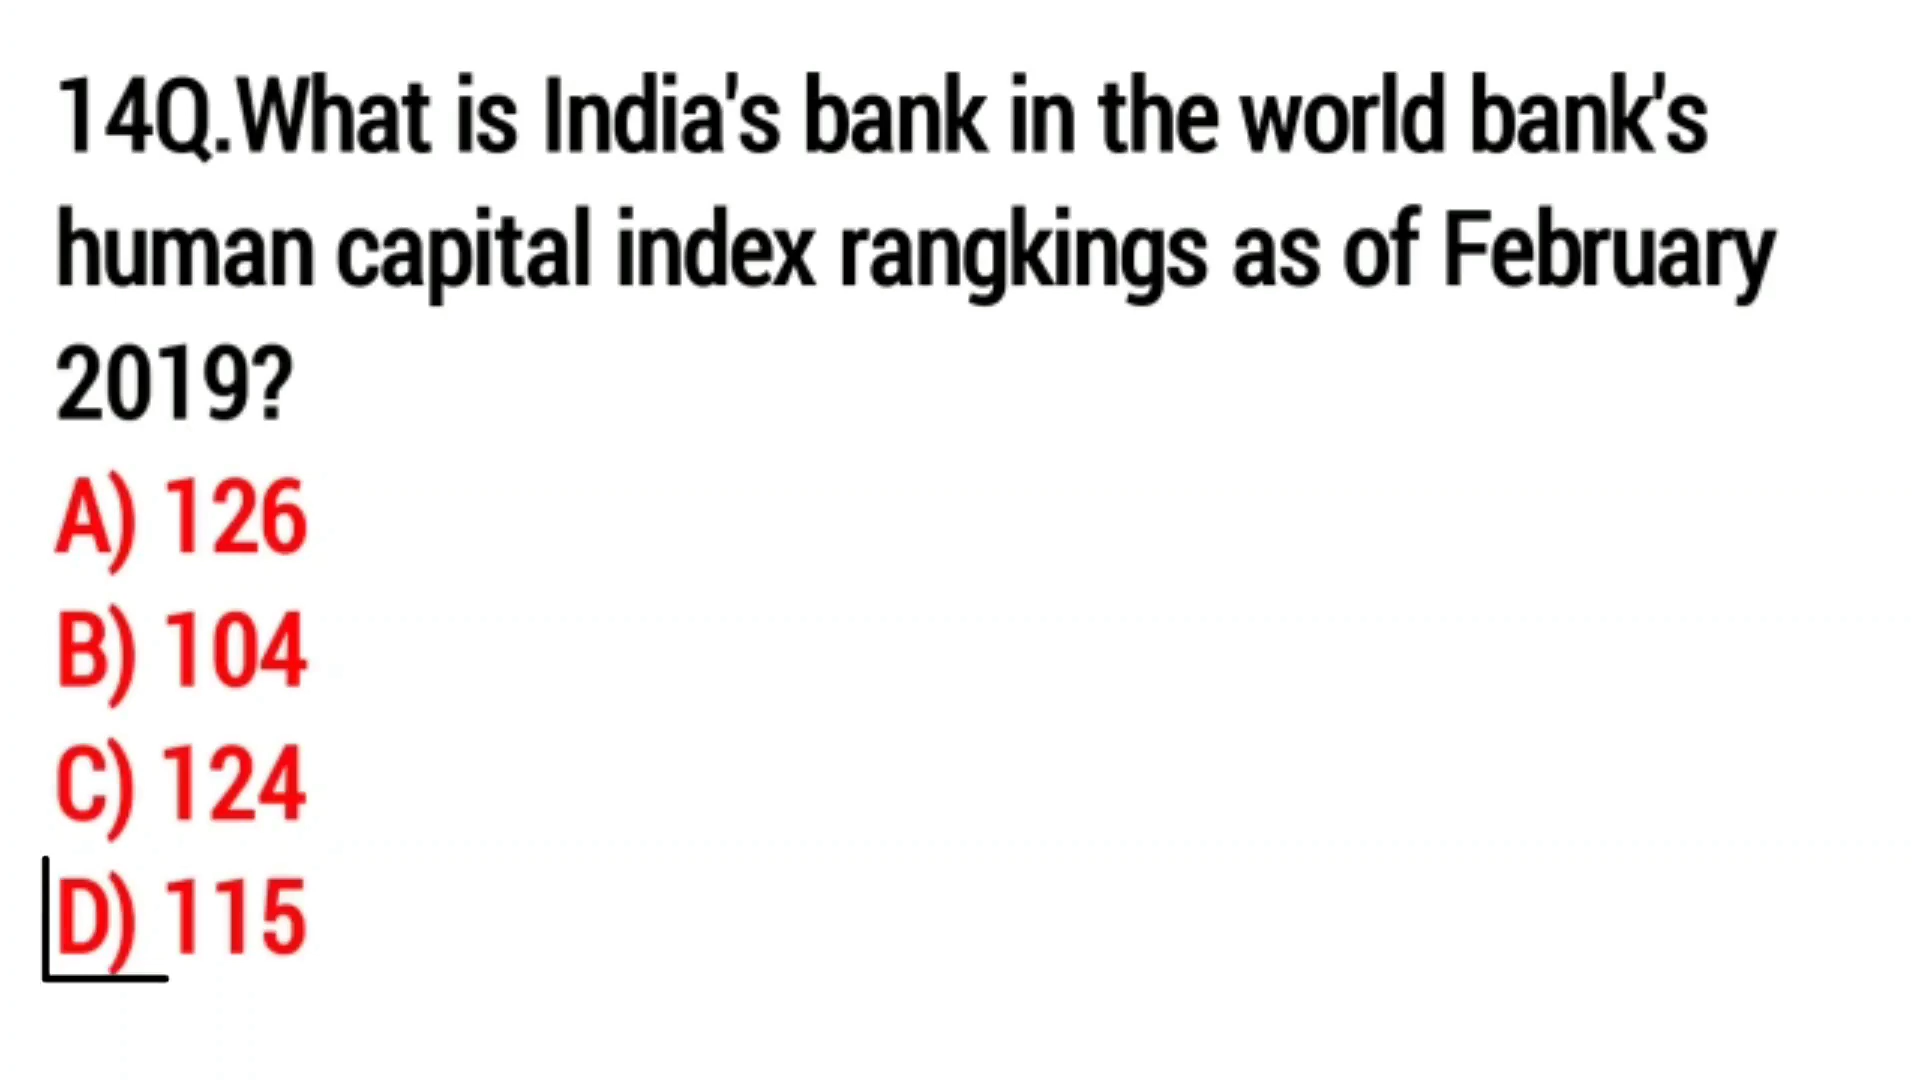 14Q.What is India's bank in the world bank's
human capital index rangkings as of February
2019?
A) 126
B) 104
C) 124
D) 115